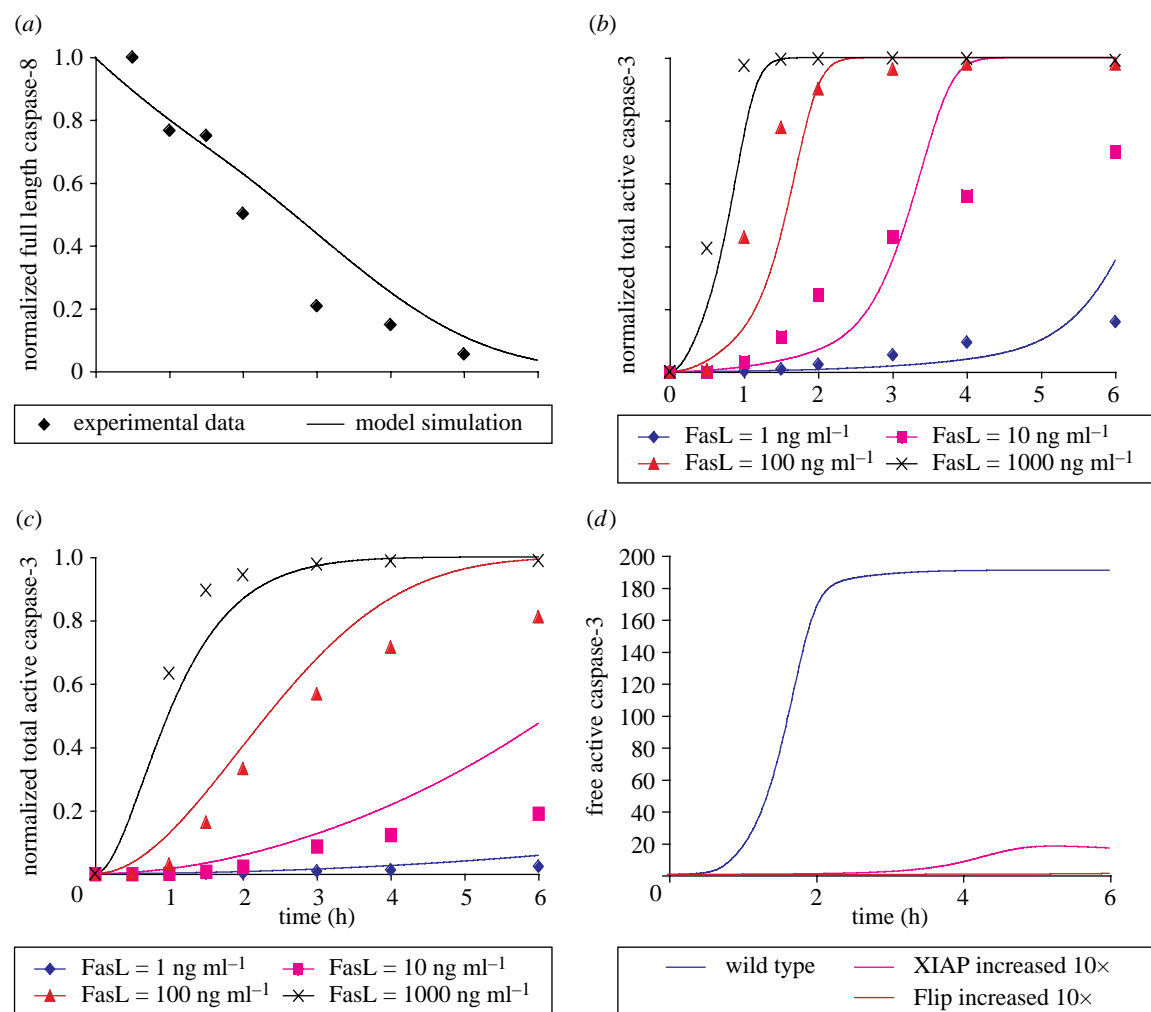 (a)
normalized full length caspase-8
1.0
0.8
0.6
0.4
0.2
0
experimental data
model simulation
(b)
normalized total active caspase-3
0 1 2 3 4 5 6
FasL = 1 ng ml⁻¹
FasL = 10 ng ml⁻¹
FasL = 100 ng ml⁻¹
FasL = 1000 ng ml⁻¹
(c)
normalized total active caspase-3
1.0
0.8
0.6
0.4
0.2
0 1 2 3 4 5 6
time (h)
FasL = 1 ng ml⁻¹
FasL = 10 ng ml⁻¹
FasL = 100 ng ml⁻¹
FasL = 1000 ng ml⁻¹
(d)
free active caspase-3
200
180
160
140
120
100
80
60
40
20
0
0 2 4 6
time (h)
wild type
XIAP increased 10×
Flip increased 10×